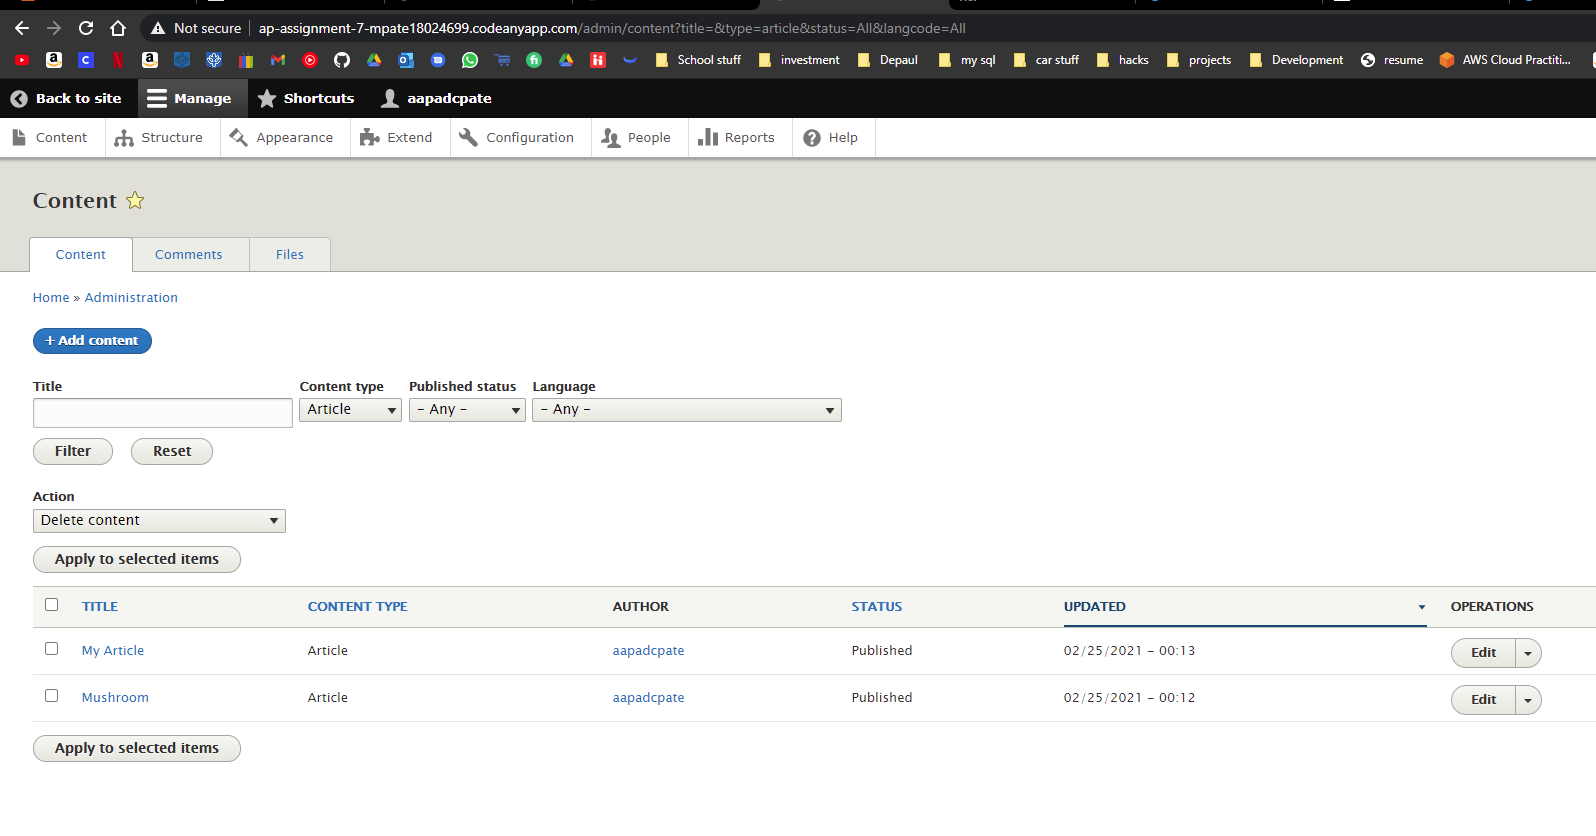 Not secure ap-assignment-7-mpate18024699.codeanyapp.com/admin/content?title=&type=article&status=All&langcode=All
School stuff investment Depaul my sql car stuff hacks projects Development resume AWS Cloud Practiti...
Back to site Manage Shortcuts aapadcpate
Content Structure Appearance Extend Configuration People Reports Help
Content
Content Comments Files
Home » Administration
+ Add content
Title Content type Published status Language
Article - Any - - Any -
Filter Reset
Action
Delete content
Apply to selected items
TITLE CONTENT TYPE AUTHOR STATUS UPDATED OPERATIONS
My Article Article aapadcpate Published 02/25/2021 - 00:13 Edit
Mushroom Article aapadcpate Published 02/25/2021 - 00:12 Edit
Apply to selected items